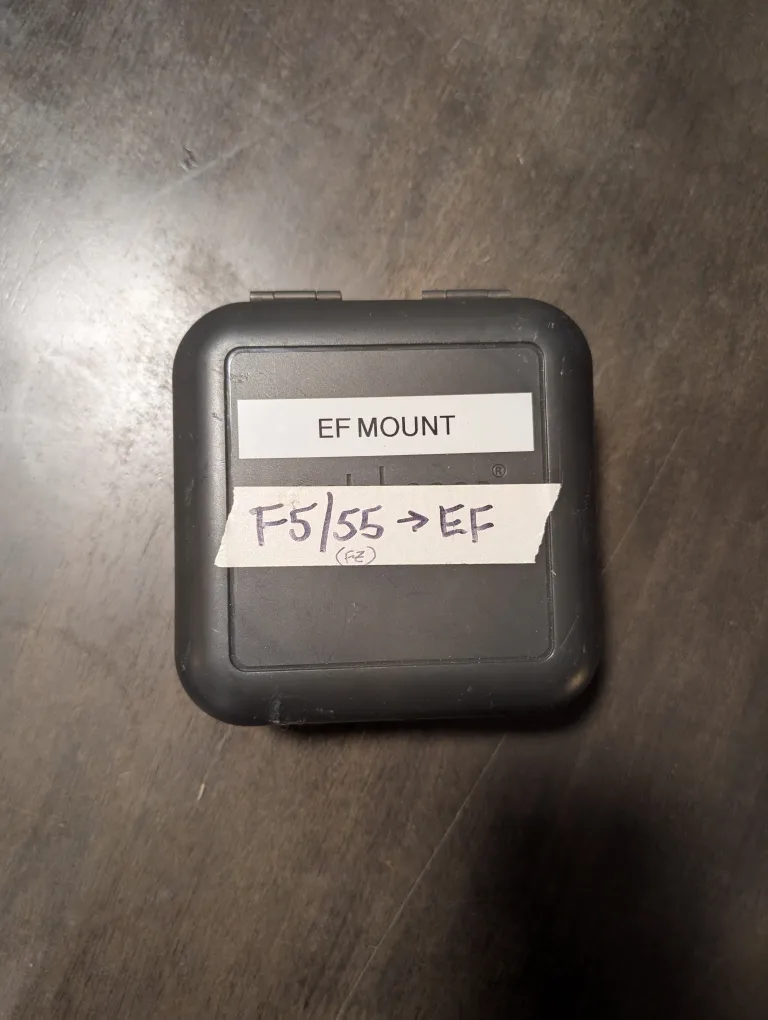 EF MOUNT
®
F5/55 → EF
(FZ)